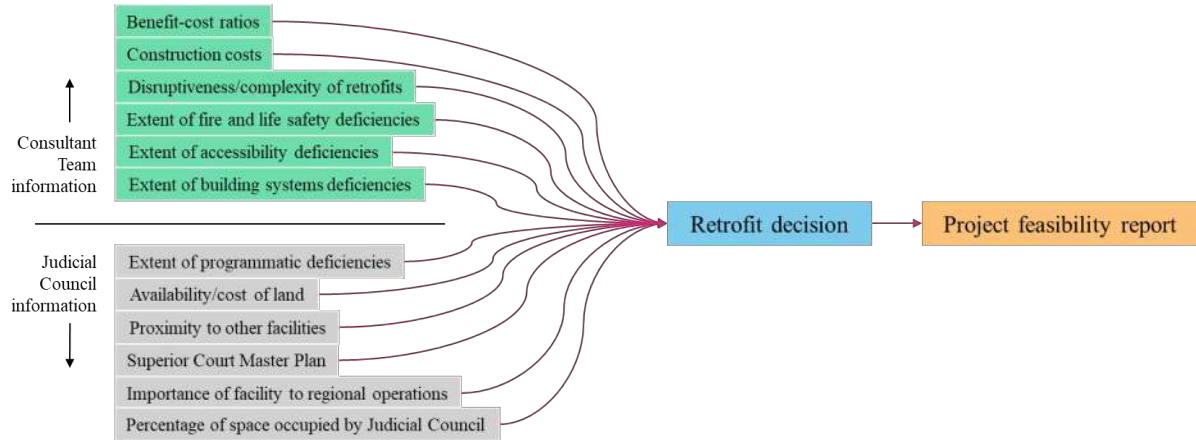 Benefit-cost ratios
Construction costs
Disruptiveness/complexity of retrofits
Extent of fire and life safety deficiencies
Extent of accessibility deficiencies
Extent of building systems deficiencies
Consultant
Team
information
Judicial
Council
information
Extent of programmatic deficiencies
Availability/cost of land
Proximity to other facilities
Superior Court Master Plan
Importance of facility to regional operations
Percentage of space occupied by Judicial Council
Retrofit decision
Project feasibility report